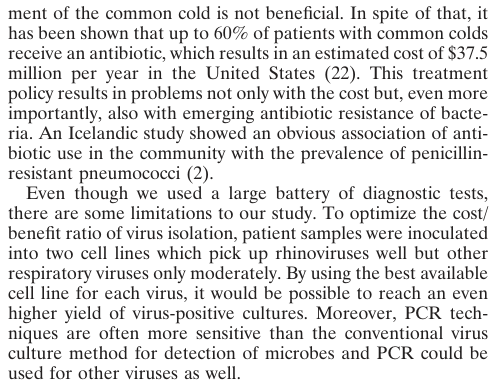 ment of the common cold is not beneficial. In spite of that, it
has been shown that up to 60% of patients with common colds
receive an antibiotic, which results in an estimated cost of $37.5
million per year in the United States (22). This treatment
policy results in problems not only with the cost but, even more
importantly, also with emerging antibiotic resistance of bacte-
ria. An Icelandic study showed an obvious association of anti-
biotic use in the community with the prevalence of penicillin-
resistant pneumococci (2).
Even though we used a large battery of diagnostic tests,
there are some limitations to our study. To optimize the cost/
benefit ratio of virus isolation, patient samples were inoculated
into two cell lines which pick up rhinoviruses well but other
respiratory viruses only moderately. By using the best available
cell line for each virus, it would be possible to reach an even
higher yield of virus-positive cultures. Moreover, PCR tech-
niques are often more sensitive than the conventional virus
culture method for detection of microbes and PCR could be
used for other viruses as well.